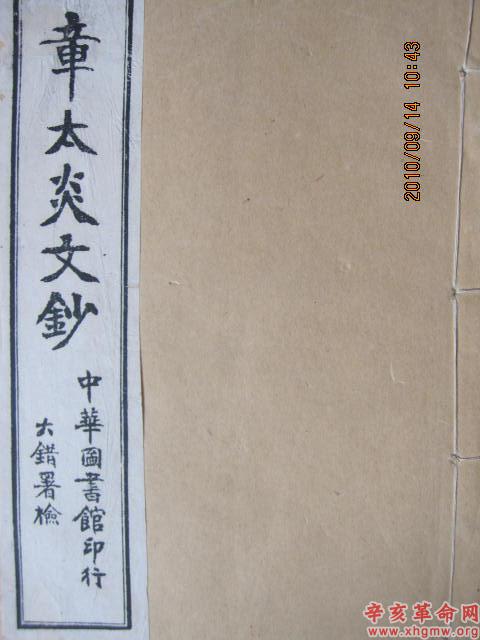 章太炎文鈔
中華圖書館印行
大錯署檢
2010/09/14 10:43
辛亥革命网
www.xhgmw.org